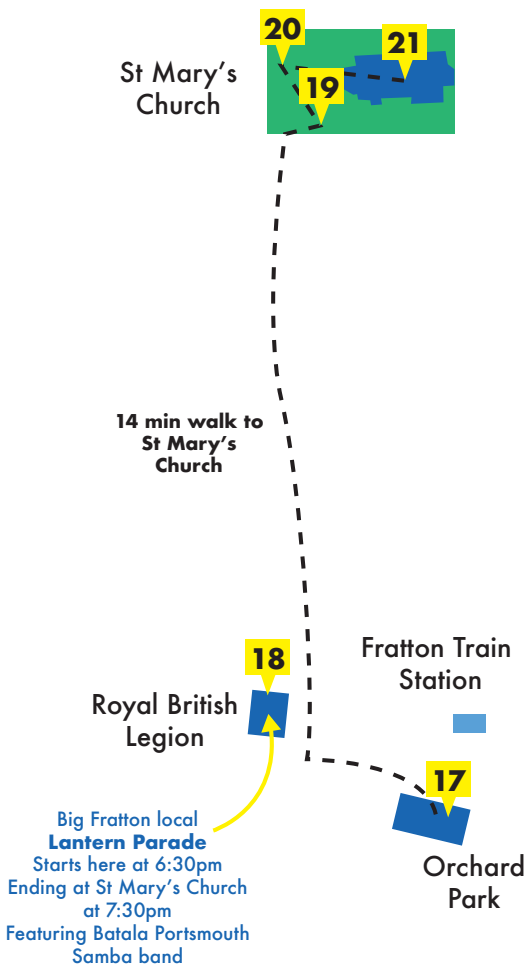 20
21
St Mary's
Church
19
14 min walk to
St Mary's
Church
18
Fratton Train
Station
Royal British
Legion
17
Big Fratton local
Lantern Parade
Starts here at 6:30pm
Ending at St Mary's Church
at 7:30pm
Featuring Batala Portsmouth
Samba band
Orchard
Park